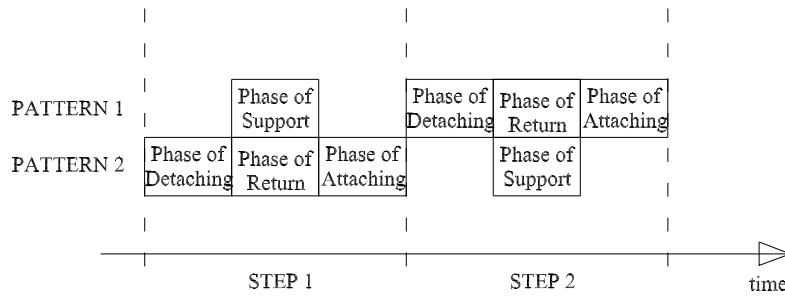 PATTERN 1
Phase of
Support
Phase of
Detaching
Phase of
Return
Phase of
Attaching
PATTERN 2
Phase of
Detaching
Phase of
Return
Phase of
Attaching
Phase of
Support
STEP 1
STEP 2
time